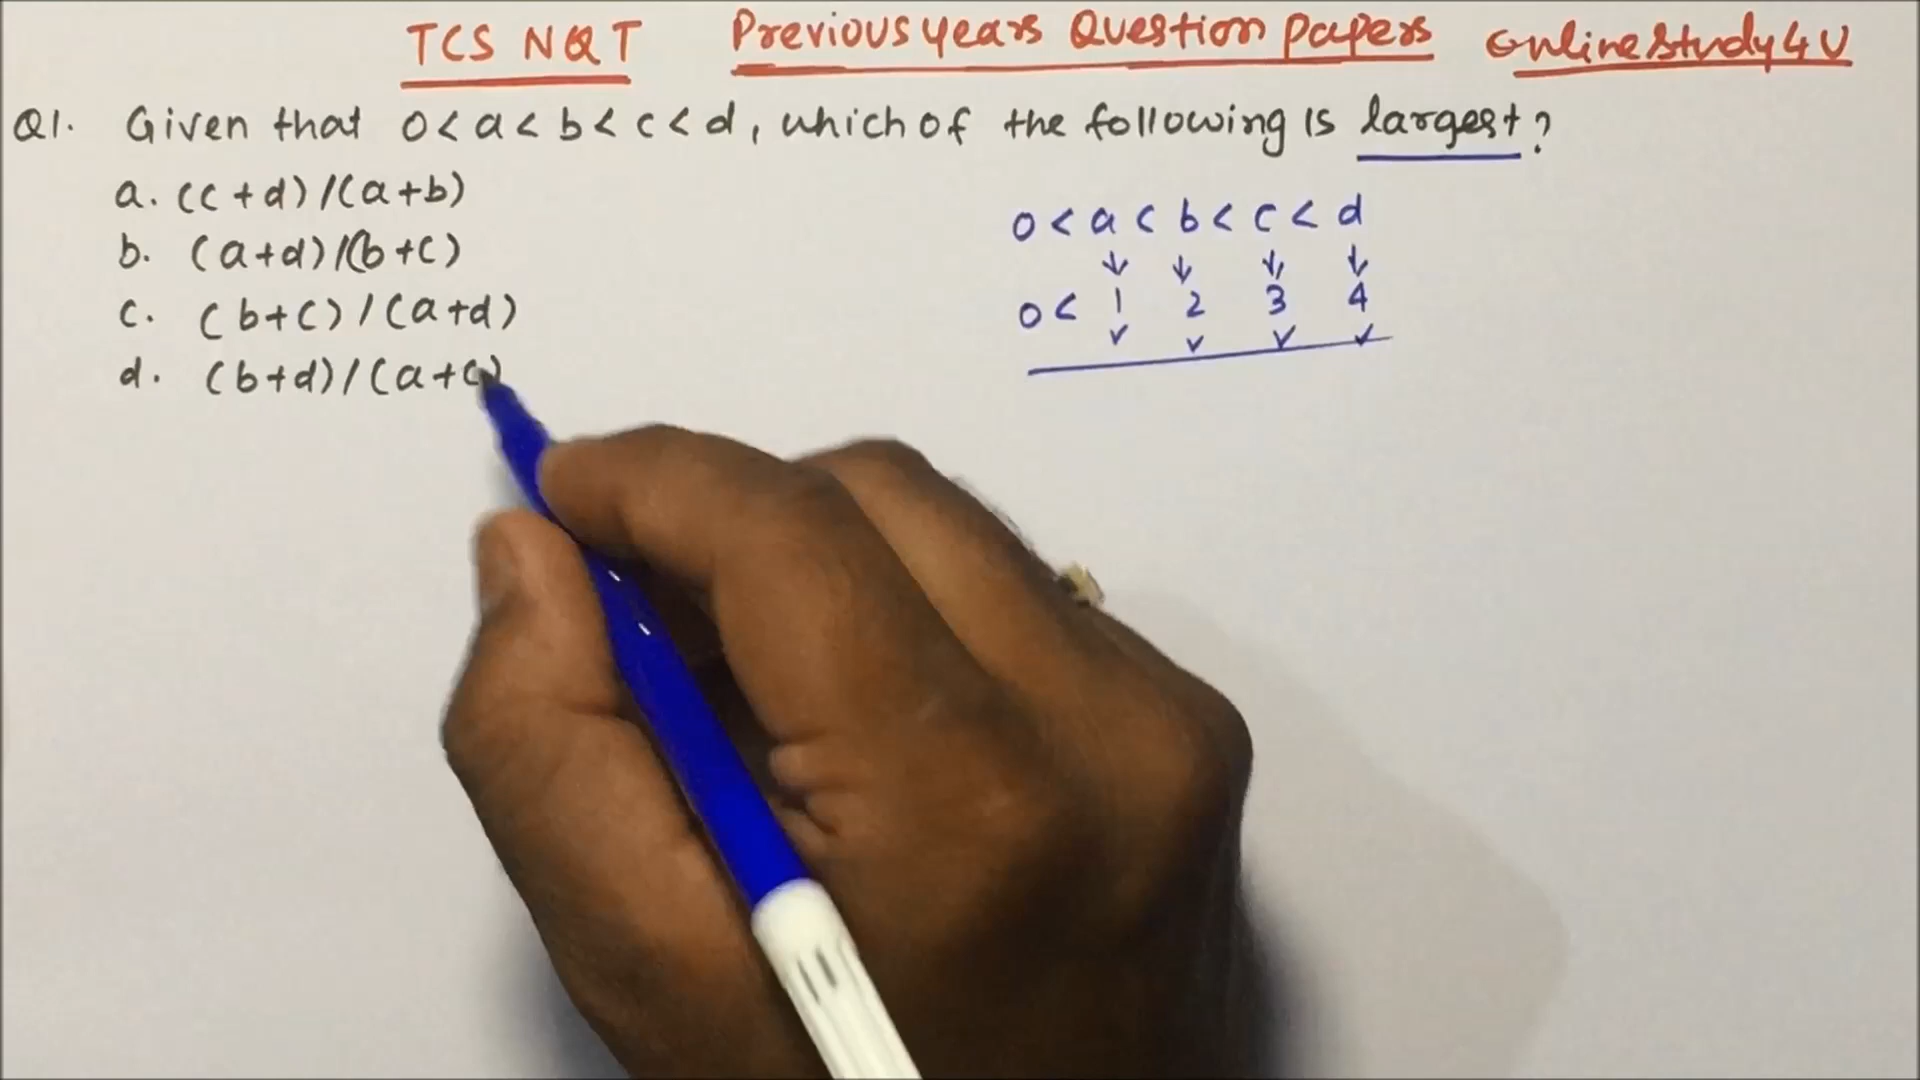 TCS NQT Previous years Question papers onlinestudy4U
Q1. Given that 0 < a < b < c < d, which of the following is largest?
a. (c+d)/(a+b)
b. (a+d)/(b+c)
c. (b+c)/(a+d)
d. (b+d)/(a+c)
0 < a < b < c < d
↓ ↓ ↓ ↓
0 < 1 2 3 4
✓ ✓ ✓ ✓